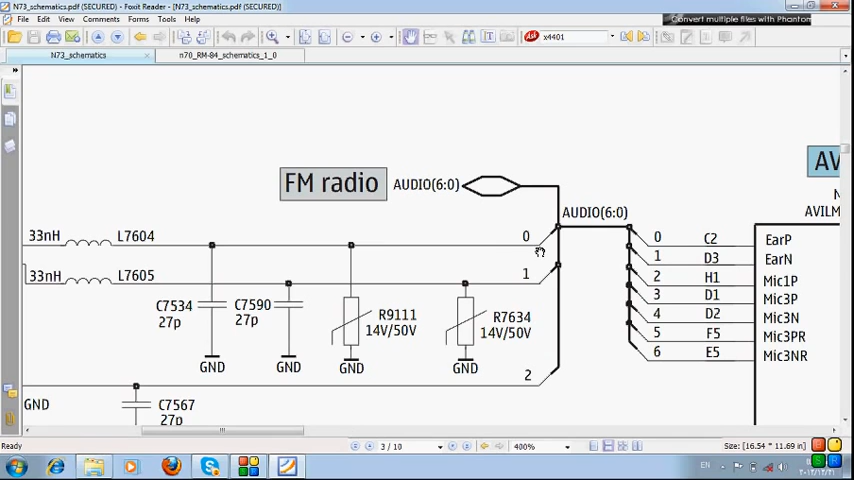 N73_schematics.pdf (SECURED) - Foxit Reader - [N73_schematics.pdf (SECURED)]
File Edit View Comments Forms Tools Help
Convert multiple files with Phantom
x4401
N73_schematics
n70_RM-84_schematics_1_0
FM radio
AUDIO(6:0)
AV
AUDIO(6:0)
AVILM
33nH L7604
0
0 C2 EarP
1 D3 EarN
33nH L7605
1
2 H1 Mic1P
3 D1 Mic3P
4 D2 Mic3N
5 F5 Mic3PR
6 E5 Mic3NR
C7534
27p
C7590
27p
R9111
14V/50V
R7634
14V/50V
GND GND GND GND
2
GND
C7567
27p
Ready
3 / 10
400%
Size: [16.54 * 11.69 in]
EN